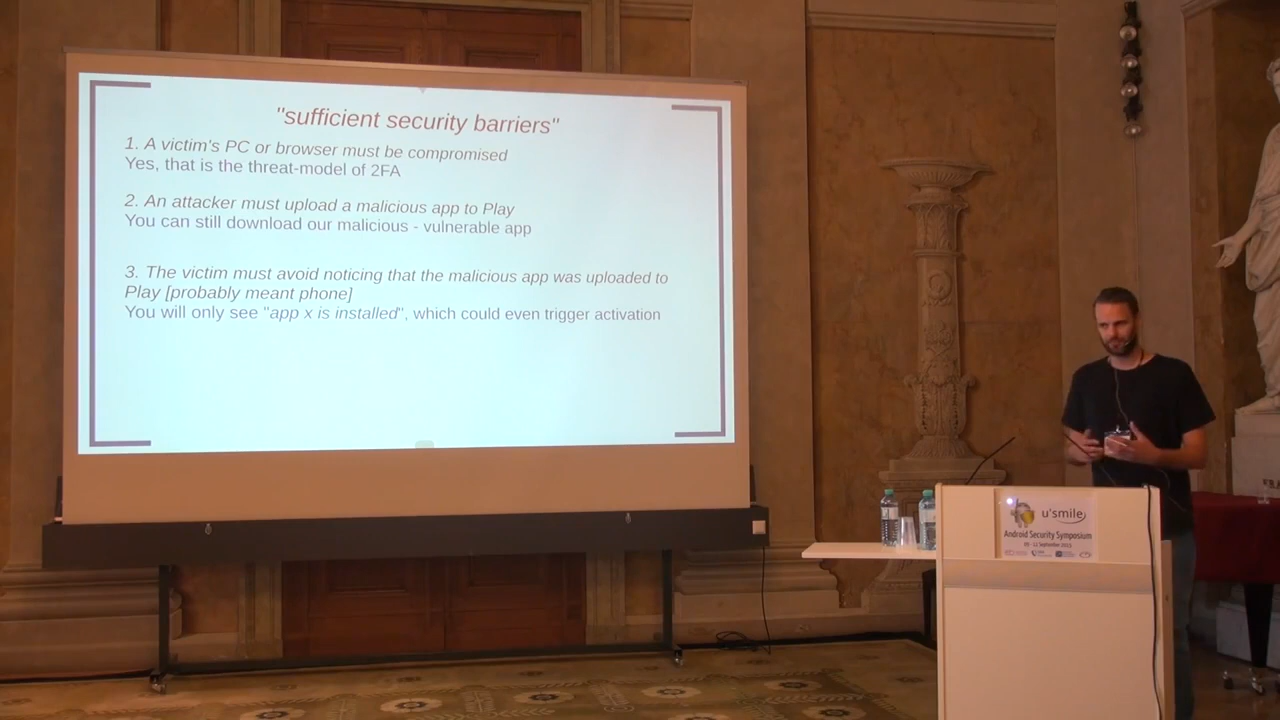 "sufficient security barriers"
1. A victim's PC or browser must be compromised
Yes, that is the threat-model of 2FA
2. An attacker must upload a malicious app to Play
You can still download our malicious - vulnerable app
3. The victim must avoid noticing that the malicious app was uploaded to
Play [probably meant phone]
You will only see "app x is installed", which could even trigger activation
u'smile
Android Security Symposium